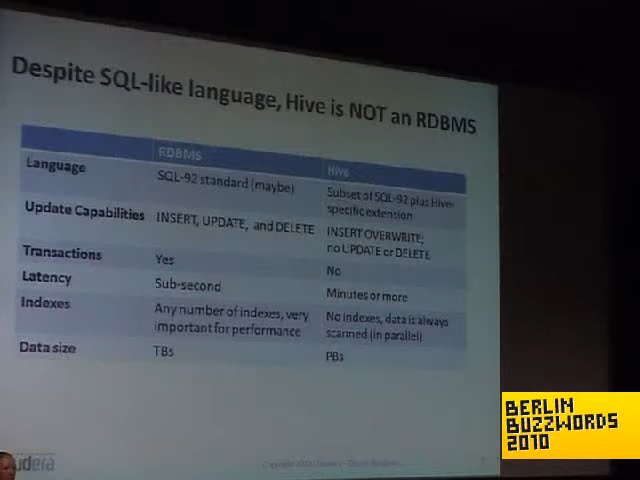 Despite SQL-like language, Hive is NOT an RDBMS
RDBMS Hive
Language SQL-92 standard (maybe) Subset of SQL-92 plus Hive-
specific extension
Update Capabilities INSERT, UPDATE, and DELETE INSERT OVERWRITE;
no UPDATE or DELETE
Transactions Yes No
Latency Sub-second Minutes or more
Indexes Any number of indexes, very No indexes, data is always
important for performance scanned (in parallel)
Data size TBs PBs
udera
Copyright
BERLIN
BUZZWORDS
2010